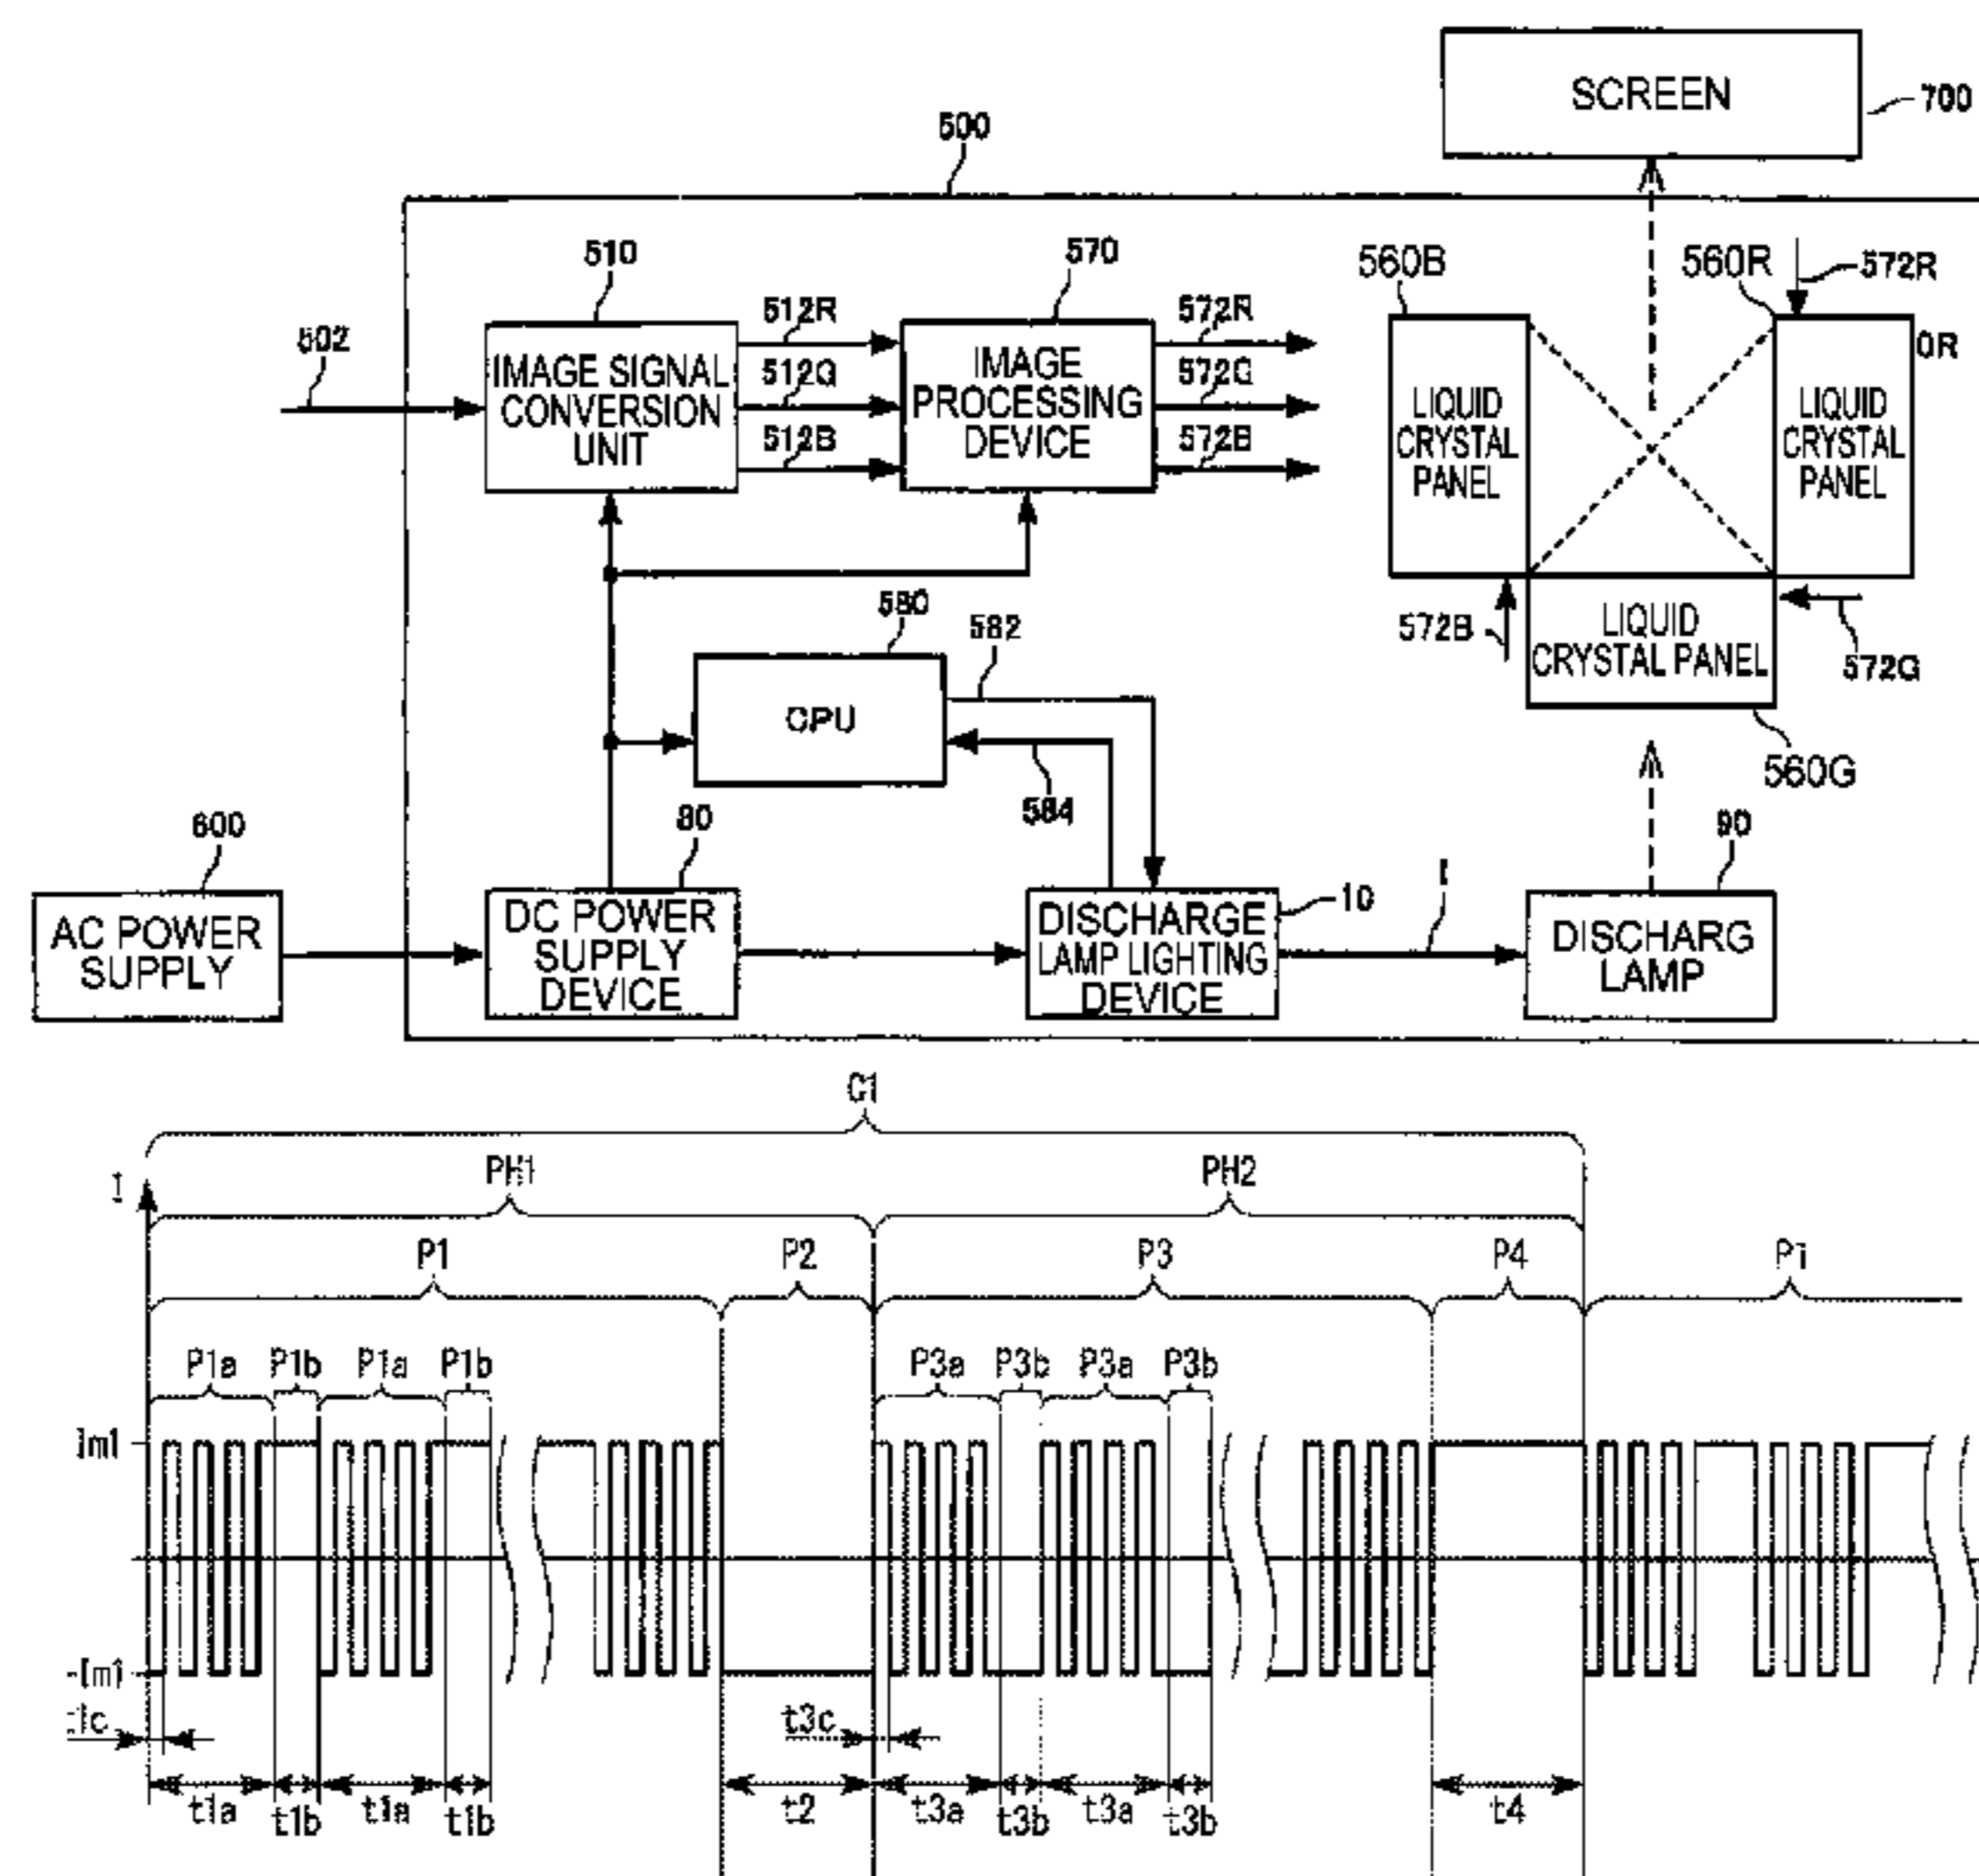 SCREEN
700
500
510
570
560B
560R
572R
502
512R
512G
512B
572R
572G
572B
IMAGE SIGNAL
CONVERSION
UNIT
IMAGE
PROCESSING
DEVICE
LIQUID
CRYSTAL
PANEL
LIQUID
CRYSTAL
PANEL
OR
580
582
572B
LIQUID
CRYSTAL PANEL
572G
CPU
584
560G
600
80
90
I
10
AC POWER
SUPPLY
DC POWER
SUPPLY
DEVICE
DISCHARGE
LAMP LIGHTING
DEVICE
DISCHARG
LAMP
C1
I
PH1
PH2
P1
P2
P3
P4
P1
P1a
P1b
P1a
P1b
P3a
P3b
P3a
P3b
Im1
-Im1
t1c
t3c
t1a
t1b
t1a
t1b
t2
t3a
t3b
t3a
t3b
t4